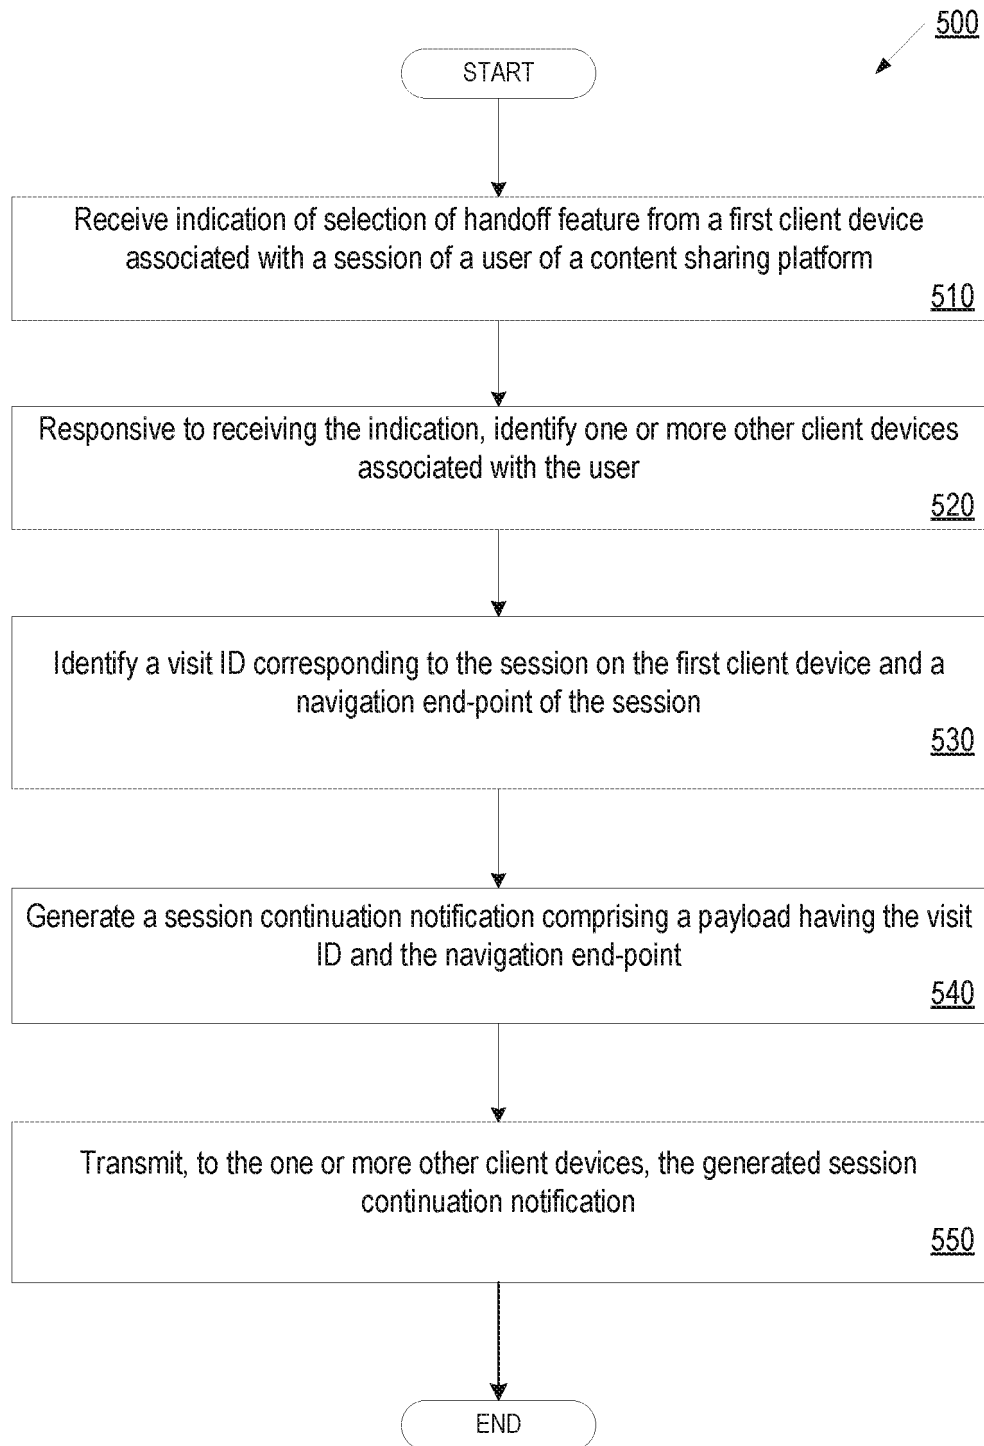 500
START
Receive indication of selection of handoff feature from a first client device
associated with a session of a user of a content sharing platform
510
Responsive to receiving the indication, identify one or more other client devices
associated with the user
520
Identify a visit ID corresponding to the session on the first client device and a
navigation end-point of the session
530
Generate a session continuation notification comprising a payload having the visit
ID and the navigation end-point
540
Transmit, to the one or more other client devices, the generated session
continuation notification
550
END